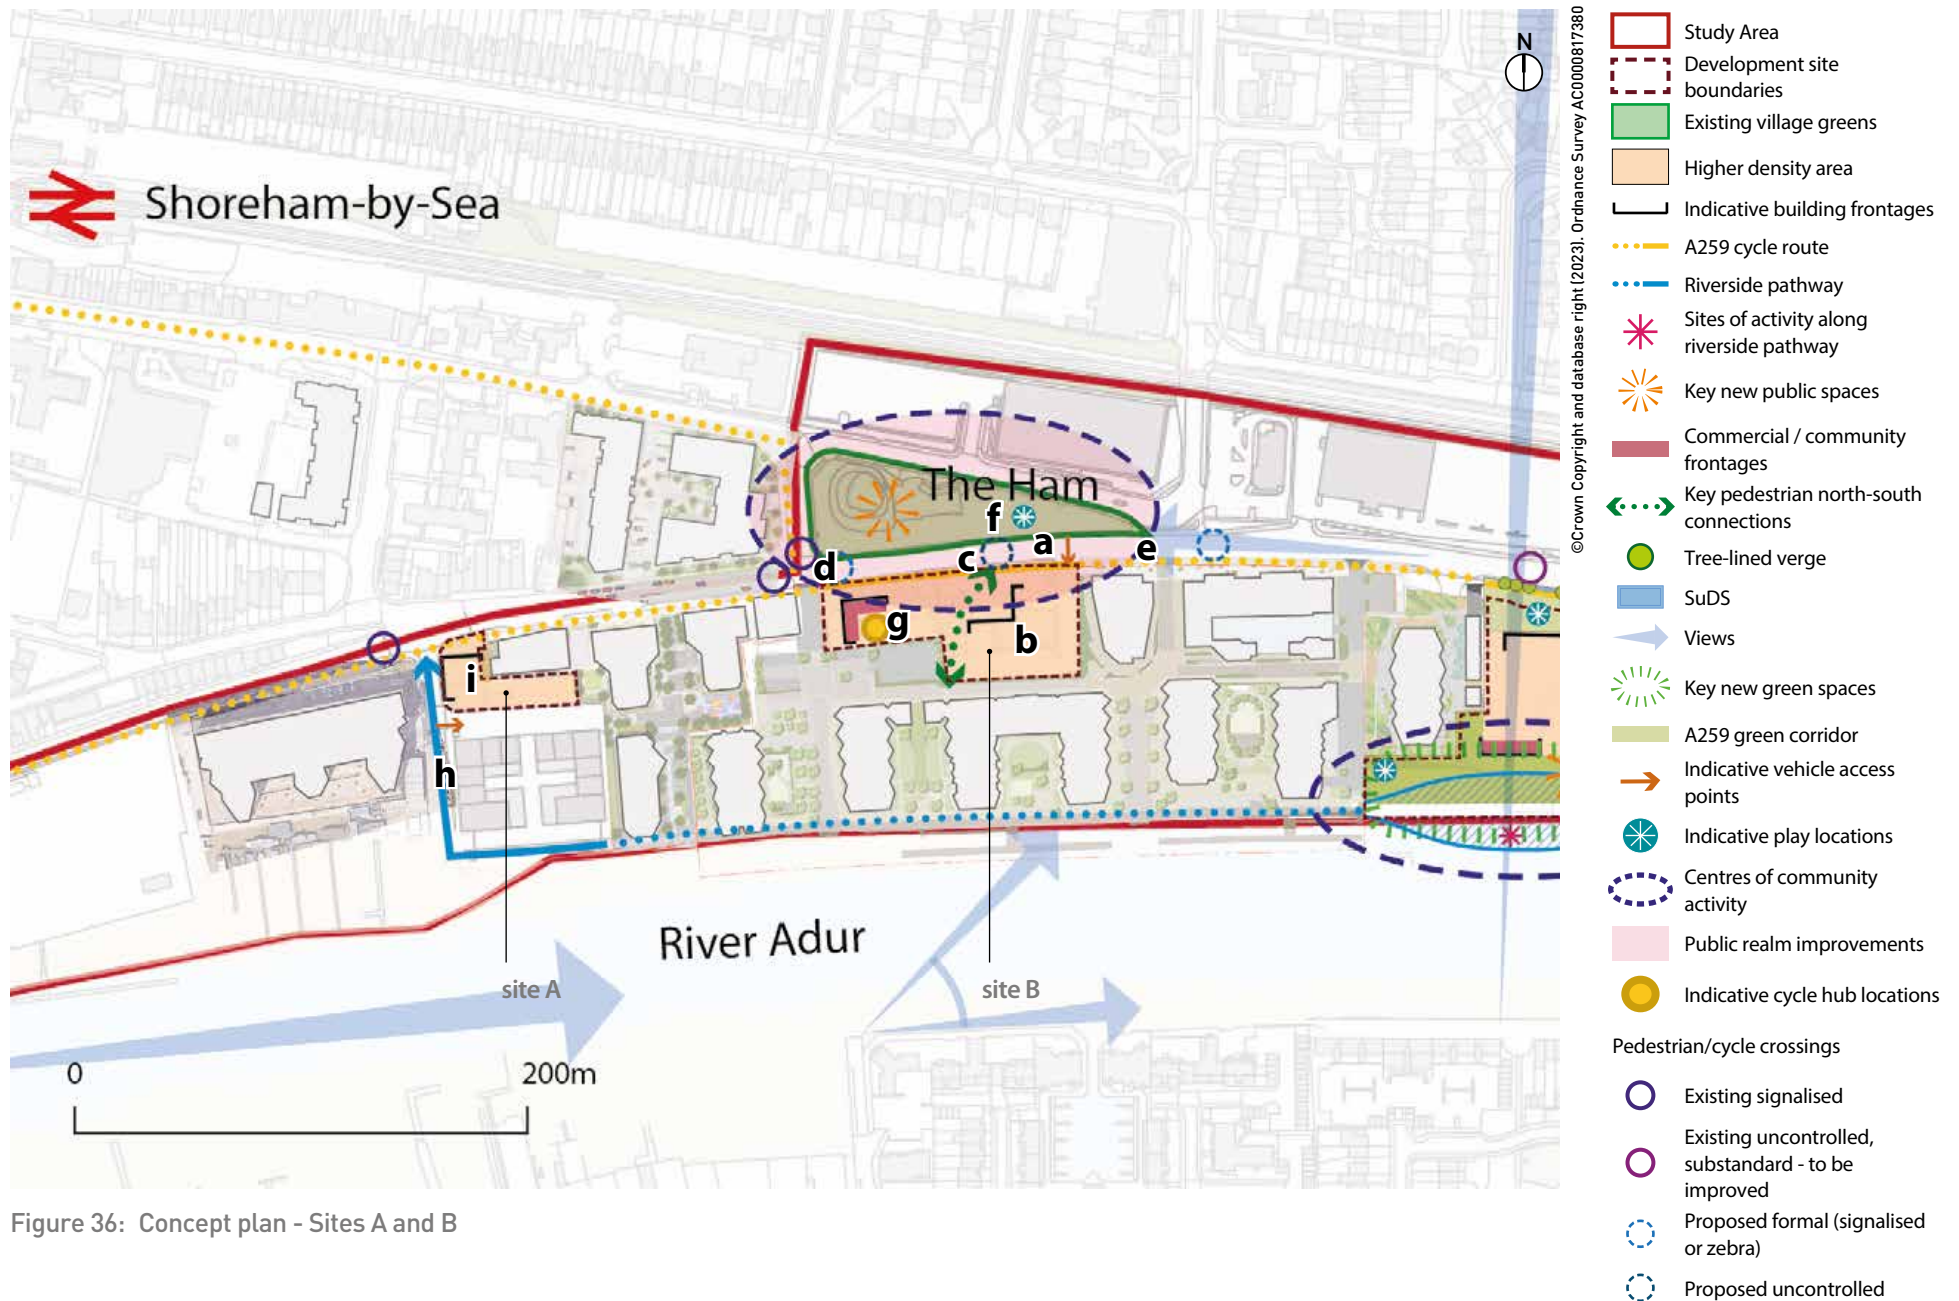 Shoreham-by-Sea
N
The Ham
f
a
c
e
d
g
b
i
h
River Adur
site A
site B
0
200m
©Crown Copyright and database right (2023). Ordnance Survey AC0000817380
Study Area
Development site
boundaries
Existing village greens
Higher density area
Indicative building frontages
A259 cycle route
Riverside pathway
Sites of activity along
riverside pathway
Key new public spaces
Commercial / community
frontages
Key pedestrian north-south
connections
Tree-lined verge
SuDS
Views
Key new green spaces
A259 green corridor
Indicative vehicle access
points
Indicative play locations
Centres of community
activity
Public realm improvements
Indicative cycle hub locations
Pedestrian/cycle crossings
Existing signalised
Existing uncontrolled,
substandard - to be
improved
Proposed formal (signalised
or zebra)
Proposed uncontrolled
Figure 36: Concept plan - Sites A and B